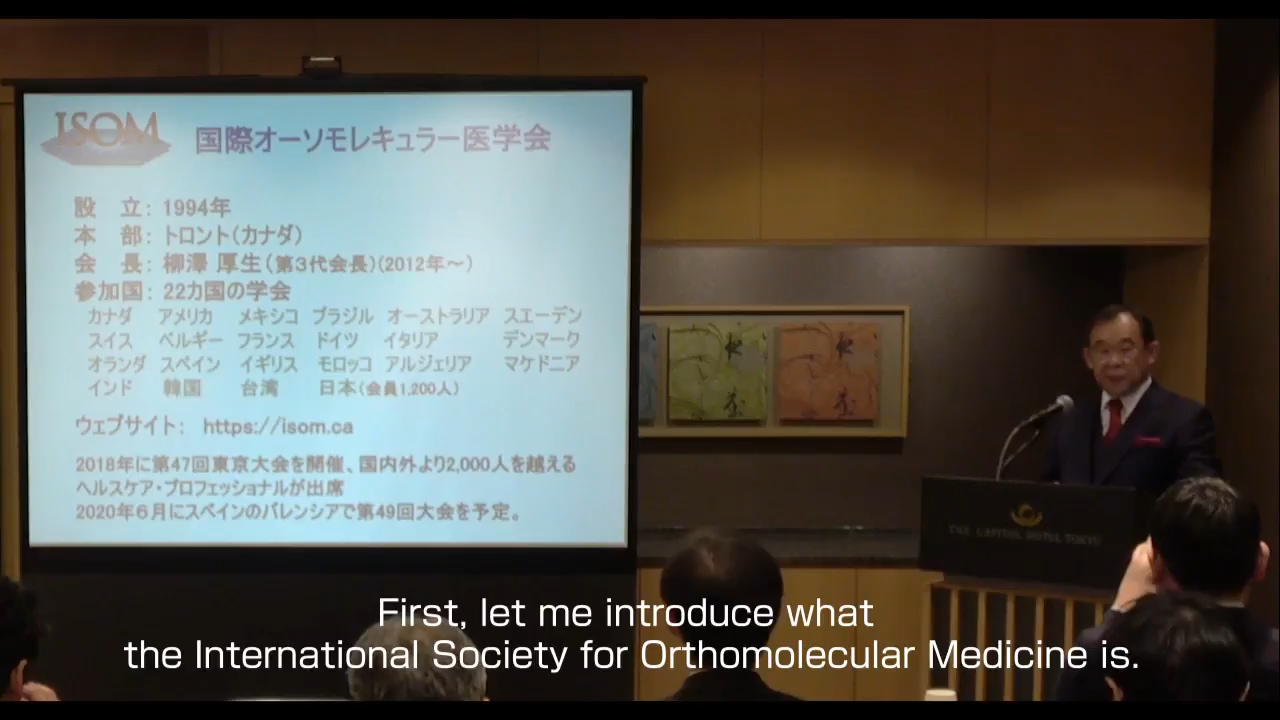 ISOM 国際オーソモレキュラー医学会
設 立： 1994年
本 部： トロント（カナダ）
会 長： 柳澤 厚生（第3代会長）(2012年～)
参加国： 22カ国の学会
カナダ アメリカ メキシコ ブラジル オーストラリア スエーデン
スイス ベルギー フランス ドイツ イタリア デンマーク
オランダ スペイン イギリス モロッコ アルジェリア マケドニア
インド 韓国 台湾 日本（会員1,200人）
ウェブサイト： https://isom.ca
2018年に第47回東京大会を開催、国内外より2,000人を越える
ヘルスケア・プロフェッショナルが出席
2020年６月にスペインのバレンシアで第49回大会を予定。
THE CAPITOL HOTEL TOKYU
First, let me introduce what
the International Society for Orthomolecular Medicine is.